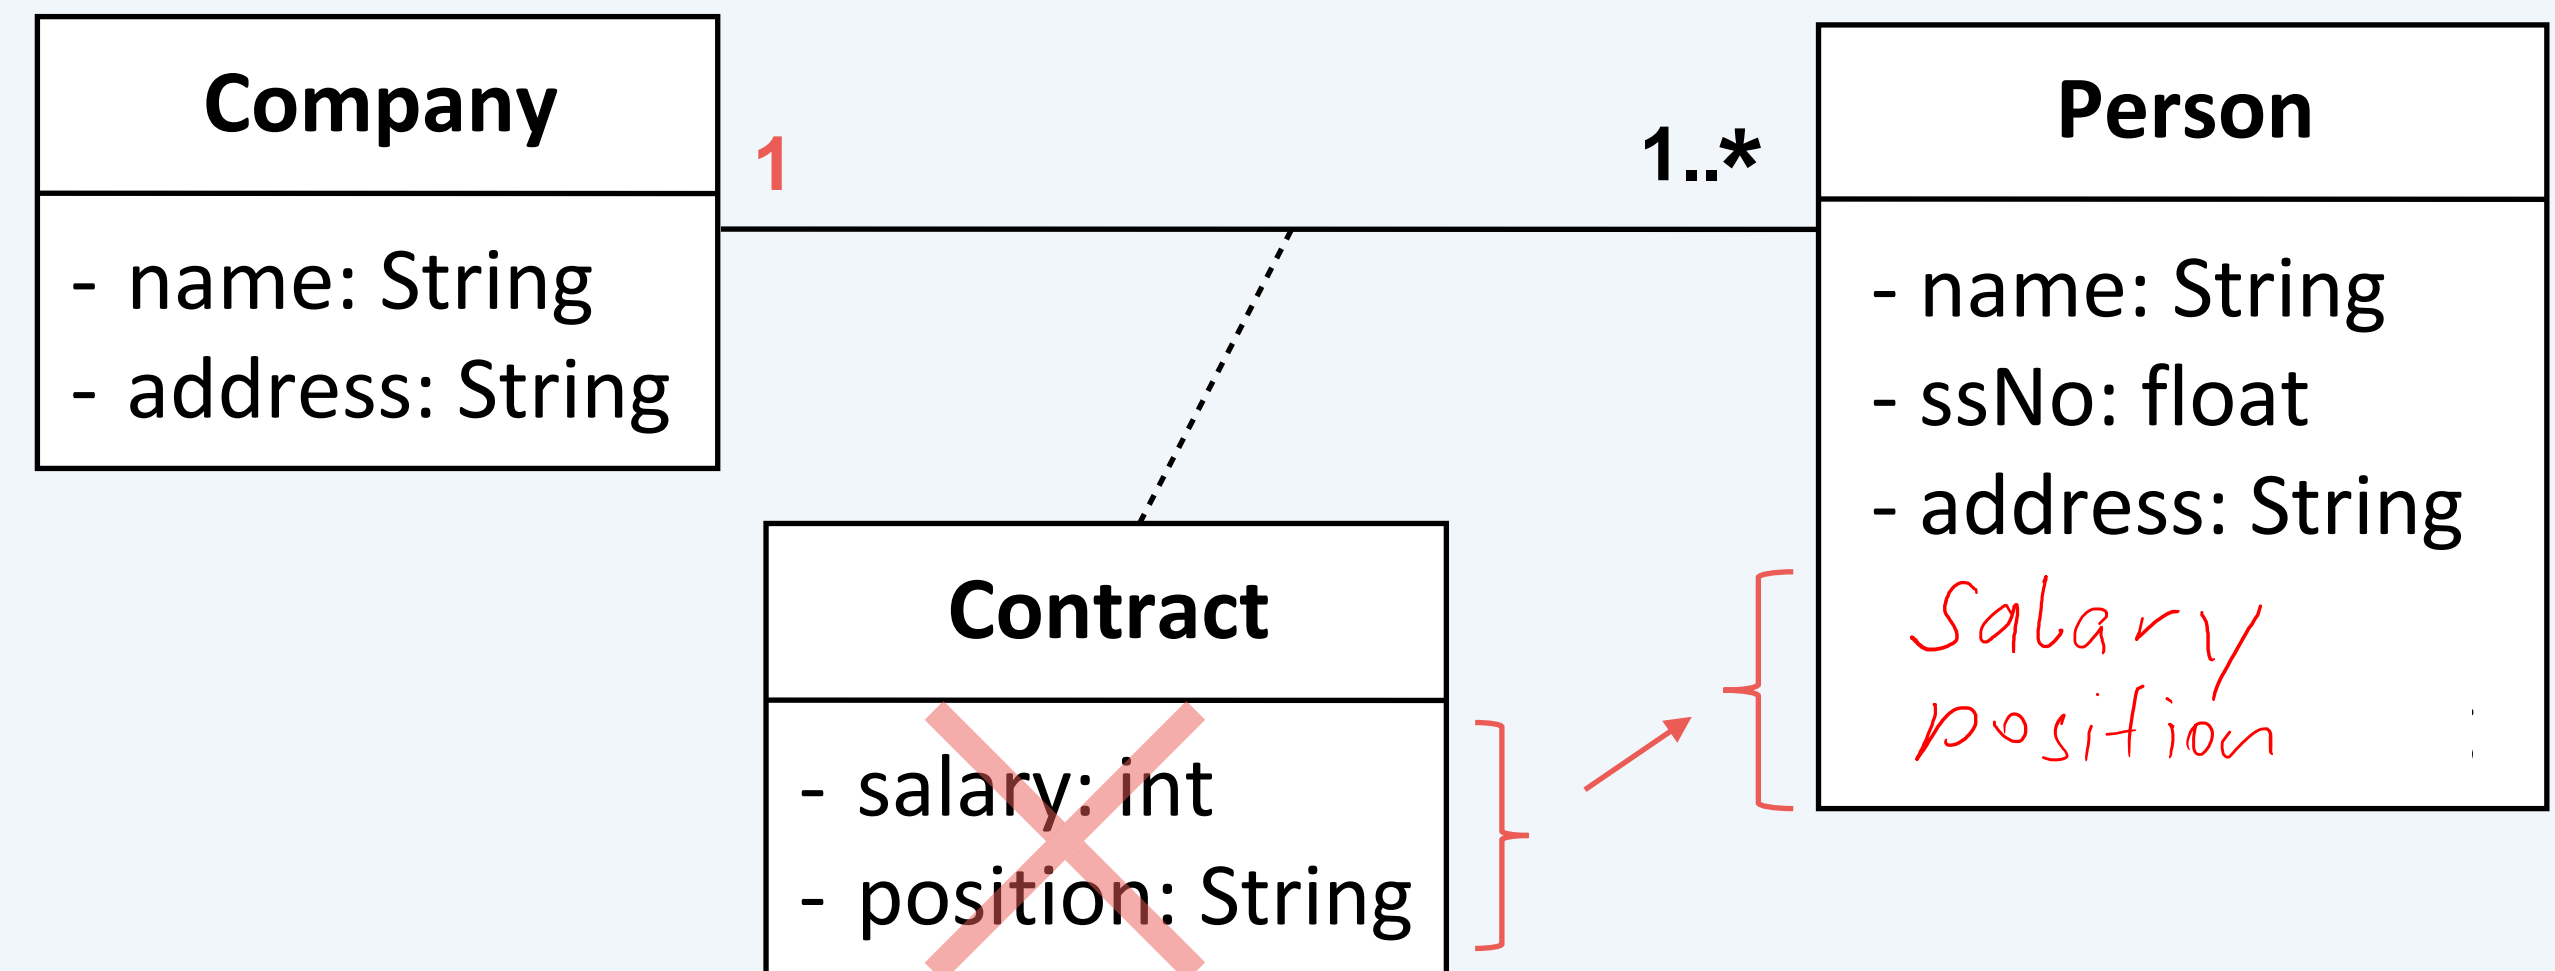 Company
- name: String
- address: String
1
1..*
Person
- name: String
- ssNo: float
- address: String
salary
position
Contract
- salary: int
- position: String